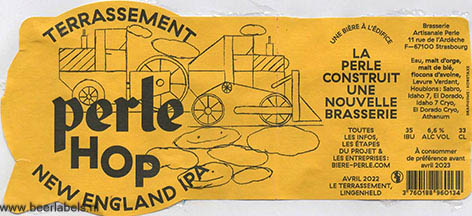 TERRASSEMENT
perle
HOP
NEW ENGLAND IPA
UNE BIÈRE À L'ÉDIFICE
LA
PERLE
CONSTRUIT
UNE
NOUVELLE
BRASSERIE
TOUTES
LES INFOS,
LES ÉTAPES
DU PROJET &
LES ENTREPRISES:
BIERE-PERLE.COM
AVRIL 2022
LE TERRASSEMENT,
LINGENHELD
Brasserie
Artisanale Perle
11 rue de l'Ardèche
F-67100 Strasbourg
Eau, malt d'orge,
malt de blé,
flocons d'avoine,
Levure Verdant,
Houblons: Sabro,
Idaho 7, El Dorado,
Idaho 7 Cryo,
El Dorado Cryo,
Athanum
35 6,6 % 33
IBU ALC VOL CL
À consommer
de préférence avant
avril 2023
3 760188 960134
www.beerlabels.nl